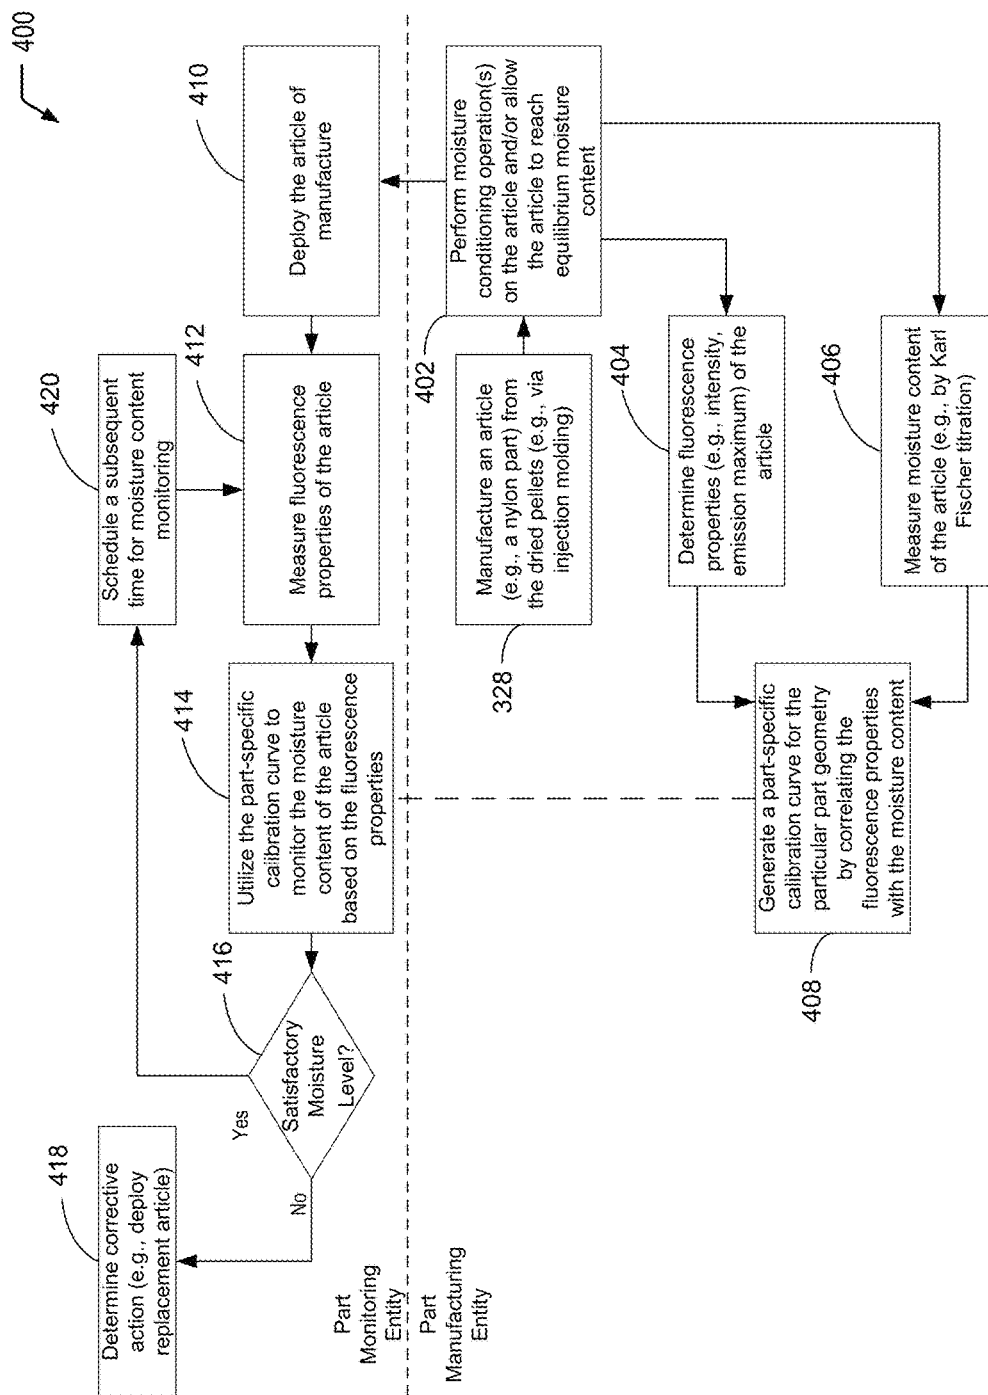 400
410
Deploy the article of
manufacture
420
Schedule a subsequent
time for moisture content
monitoring
412
Measure fluorescence
properties of the article
414
Utilize the part-specific
calibration curve to
monitor the moisture
content of the article
based on the fluorescence
properties
416
Satisfactory
Moisture
Level?
Yes
No
418
Determine corrective
action (e.g., deploy
replacement article)
Part
Monitoring
Entity
Part
Manufacturing
Entity
402
Perform moisture
conditioning operation(s)
on the article and/or allow
the article to reach
equilibrium moisture
content
328
Manufacture an article
(e.g., a nylon part) from
the dried pellets (e.g., via
injection molding)
404
Determine fluorescence
properties (e.g., intensity,
emission maximum) of the
article
406
Measure moisture content
of the article (e.g., by Karl
Fischer titration)
408
Generate a part-specific
calibration curve for the
particular part geometry
by correlating the
fluorescence properties
with the moisture content